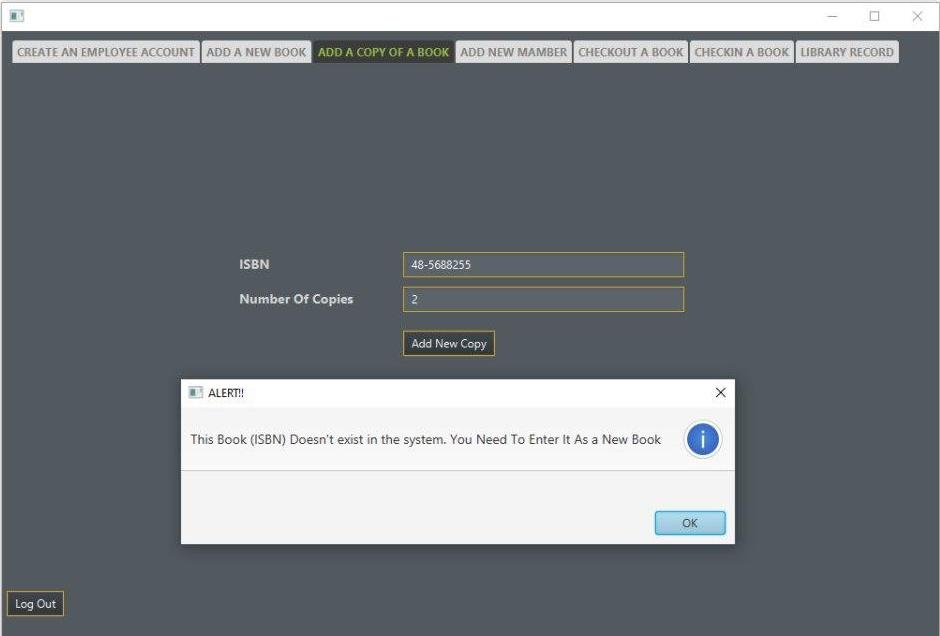 CREATE AN EMPLOYEE ACCOUNT ADD A NEW BOOK ADD A COPY OF A BOOK ADD NEW MAMBER CHECKOUT A BOOK CHECKIN A BOOK LIBRARY RECORD
ISBN 48-5688255
Number Of Copies 2
Add New Copy
ALERT!!
This Book (ISBN) Doesn't exist in the system. You Need To Enter It As a New Book
OK
Log Out